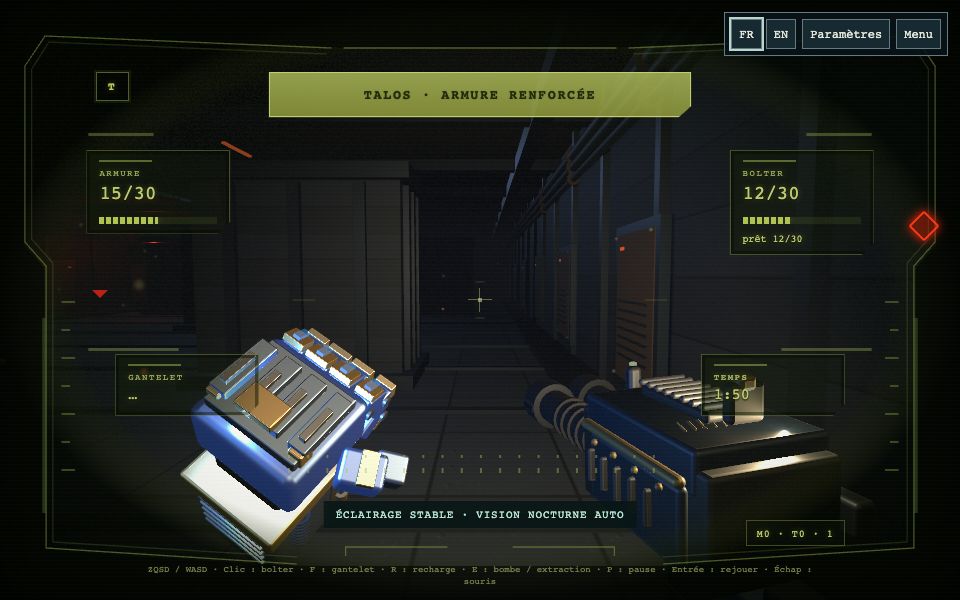 FR EN Paramètres Menu
T
TALOS · ARMURE RENFORCÉE
ARMURE
15/30
BOLTER
12/30
prêt 12/30
GANTELET
…
TEMPS
1:50
ÉCLAIRAGE STABLE · VISION NOCTURNE AUTO
M0 · T0 · 1
ZQSD / WASD · Clic : bolter · F : gantelet · R : recharge · E : bombe / extraction · P : pause · Entrée : rejouer · Échap :
souris